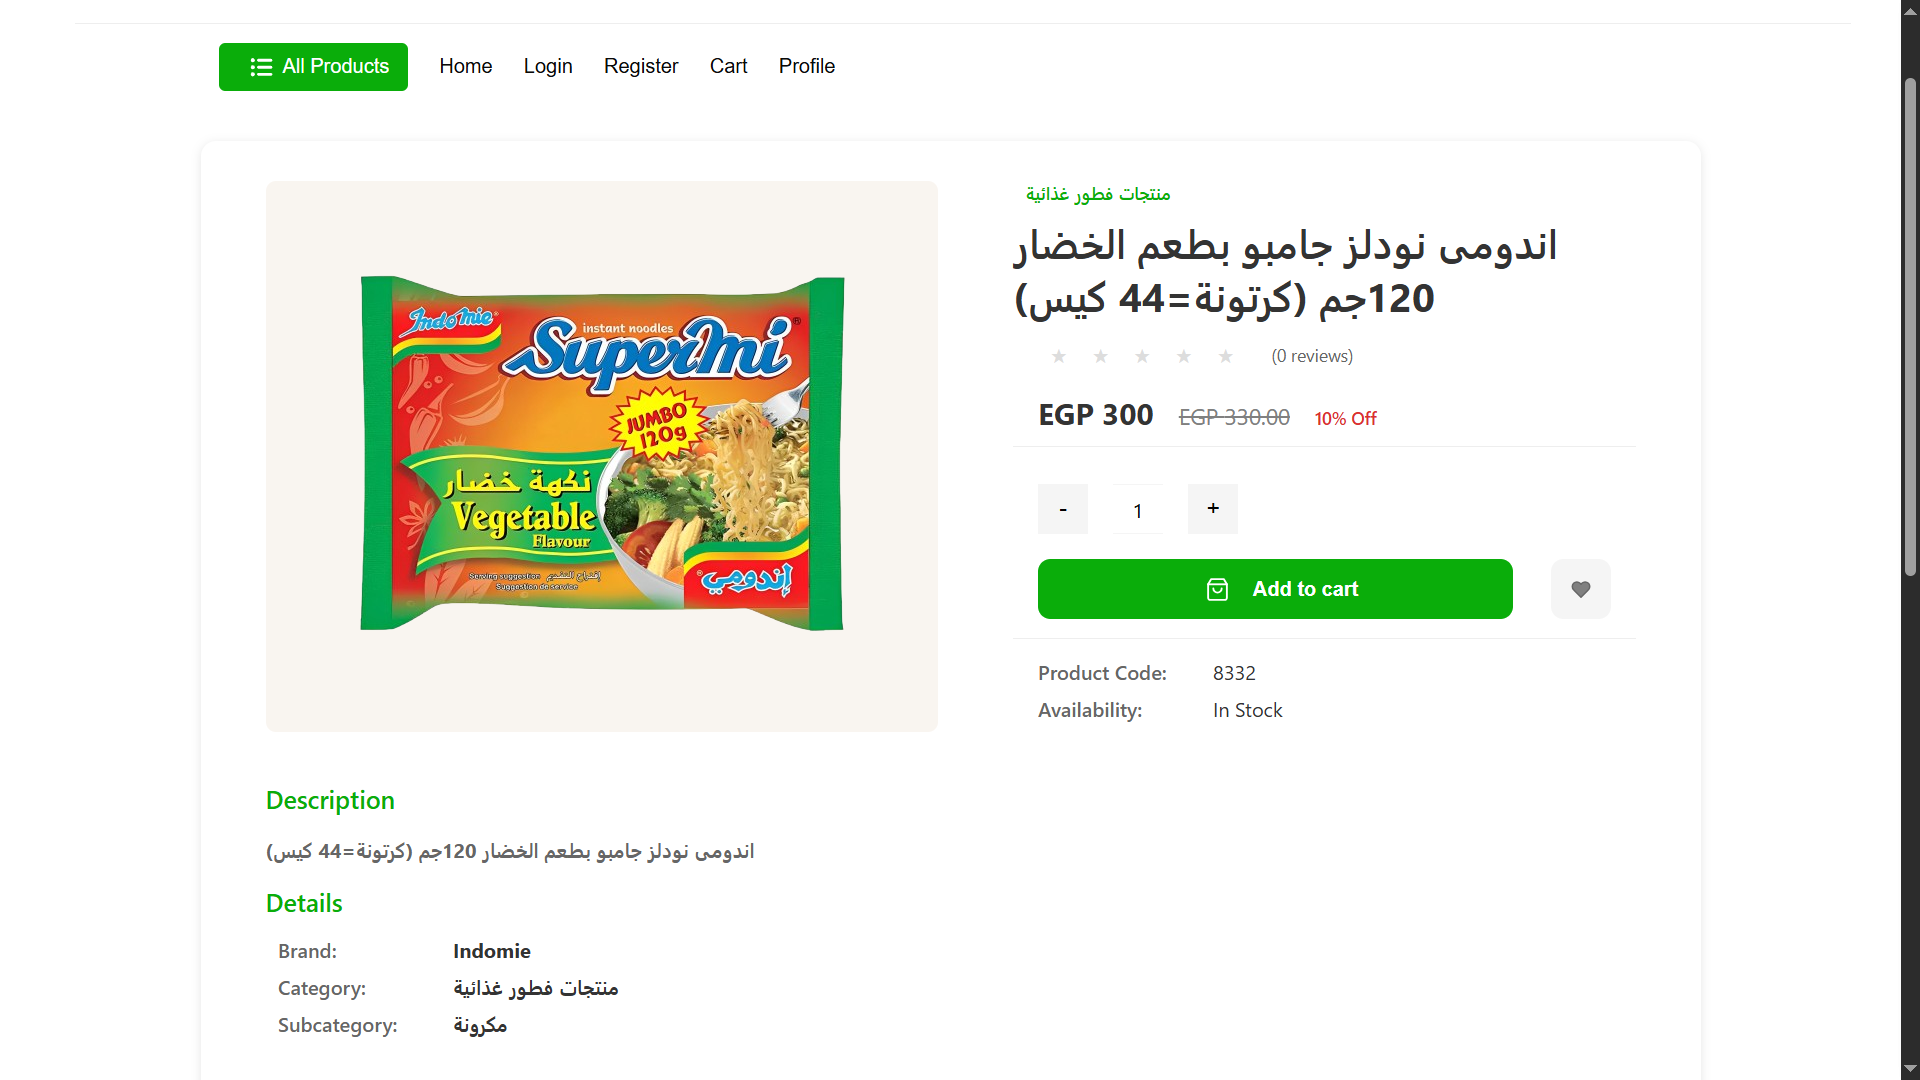 All Products
Home
Login
Register
Cart
Profile
منتجات فطور غذائية
اندومى نودلز جامبو بطعم الخضار
120جم (كرتونة=44 كيس)
(0 reviews)
EGP 300
EGP 330.00
10% Off
-
1
+
Add to cart
Product Code:
8332
Availability:
In Stock
Indomie
instant noodles
Supermi
JUMBO
120g
نكهة خضار
Vegetable
Flavour
Serving suggestion
إقتراح التقديم
Suggestion de service
إندومي
Description
اندومى نودلز جامبو بطعم الخضار 120جم (كرتونة=44 كيس)
Details
Brand:
Indomie
Category:
منتجات فطور غذائية
Subcategory:
مكرونة